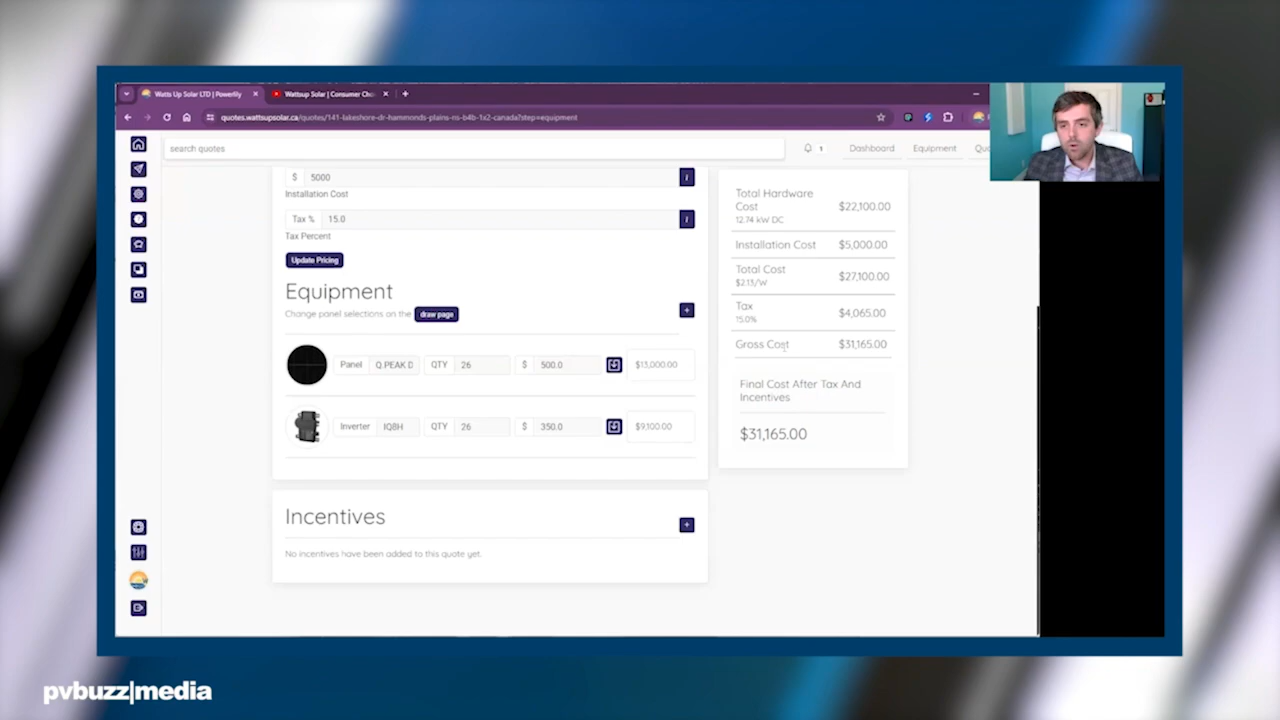 Watts Up Solar LTD | Powerfily
Wattsup Solar | Consumer Cho
quotes.wattsupsolar.ca/quotes/141-lakeshore-dr-hammonds-plains-ns-b4b-1x2-canada?step=equipment
search quotes
1
Dashboard
Equipment
Quo
$ 5000
Installation Cost
Tax % 15.0
Tax Percent
Update Pricing
Equipment
Change panel selections on the draw page
Panel Q.PEAK D QTY 26 $ 500.0 $13,000.00
Inverter IQ8H QTY 26 $ 350.0 $9,100.00
Incentives
No incentives have been added to this quote yet.
Total Hardware
Cost
12.74 kW DC
$22,100.00
Installation Cost $5,000.00
Total Cost
$2.13/W
$27,100.00
Tax
15.0%
$4,065.00
Gross Cost $31,165.00
Final Cost After Tax And
Incentives
$31,165.00
pvbuzz|media